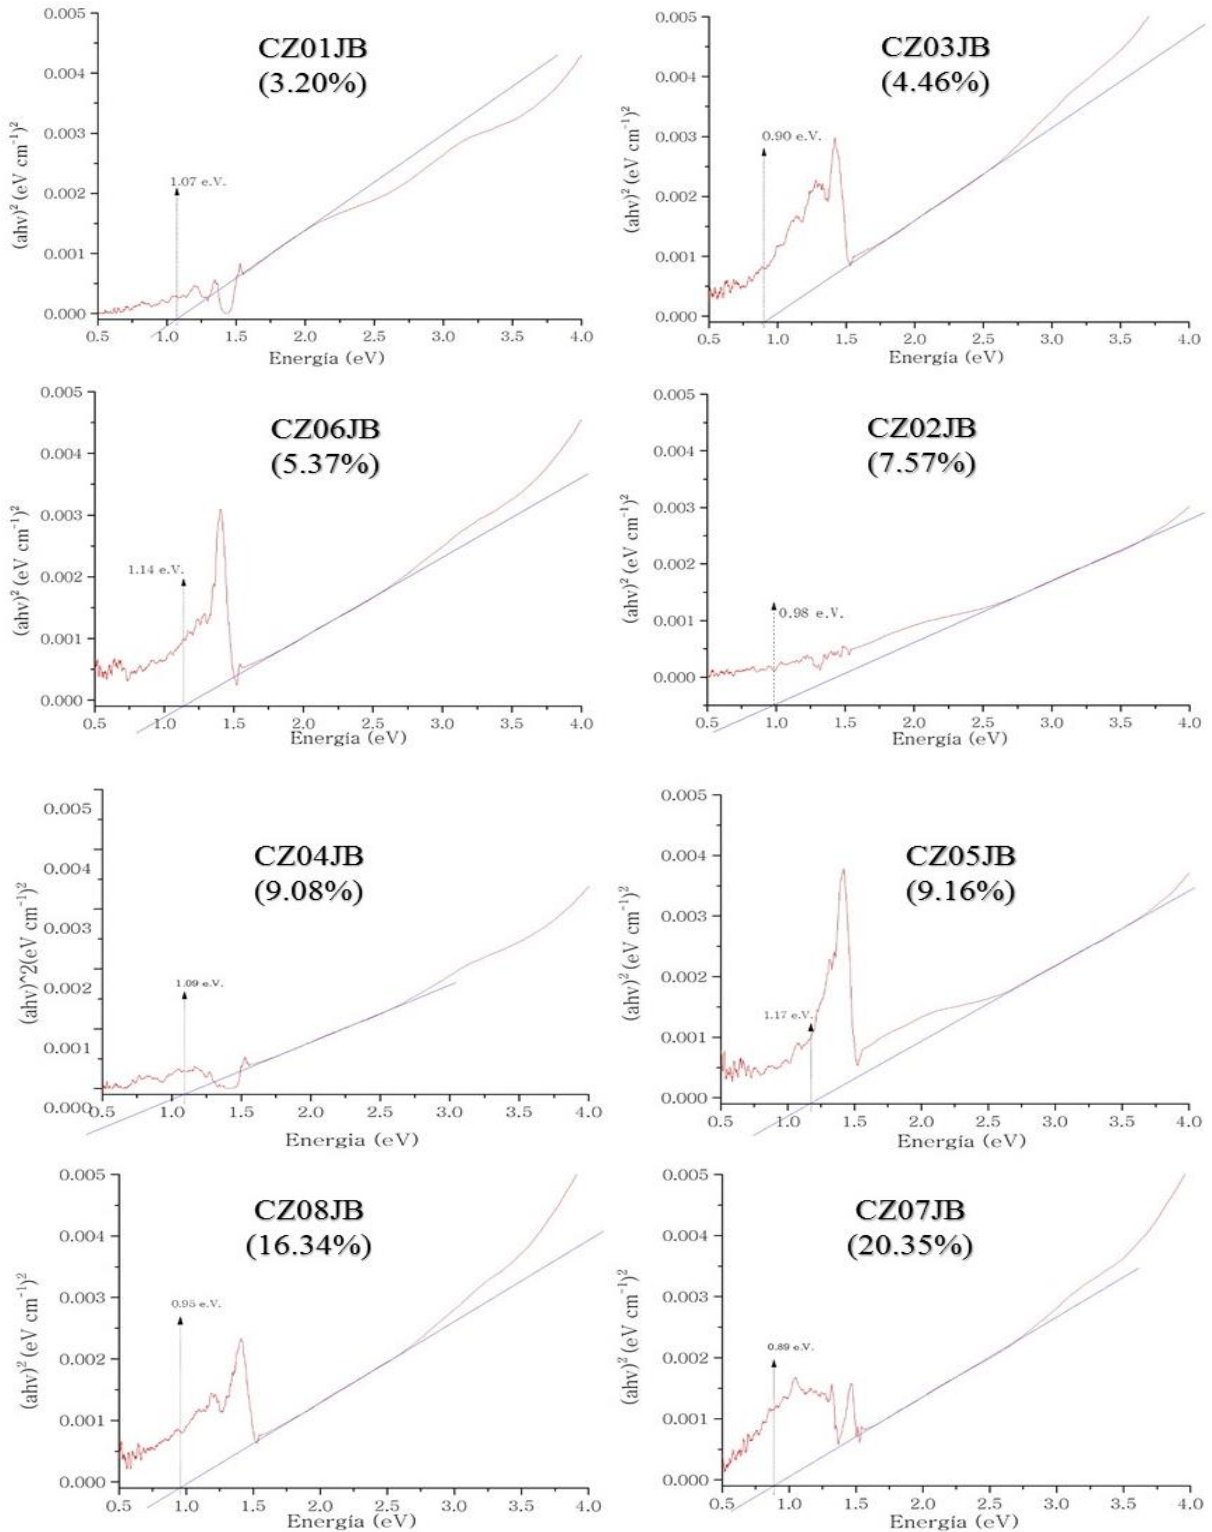 CZ01JB
(3.20%)
(ahv)² (eV cm⁻¹)²
0.005
0.004
0.003
0.002
0.001
0.000
1.07 e.V.
0.5 1.0 1.5 2.0 2.5 3.0 3.5 4.0
Energía (eV)
CZ03JB
(4.46%)
(ahv)² (eV cm⁻¹)²
0.005
0.004
0.003
0.002
0.001
0.000
0.90 e.V.
0.5 1.0 1.5 2.0 2.5 3.0 3.5 4.0
Energía (eV)
CZ06JB
(5.37%)
(ahv)² (eV cm⁻¹)²
0.005
0.004
0.003
0.002
0.001
0.000
1.14 e.V.
0.5 1.0 1.5 2.0 2.5 3.0 3.5 4.0
Energía (eV)
CZ02JB
(7.57%)
(ahv)² (eV cm⁻¹)²
0.005
0.004
0.003
0.002
0.001
0.000
0.98 e.V.
0.5 1.0 1.5 2.0 2.5 3.0 3.5 4.0
Energía (eV)
CZ04JB
(9.08%)
(ahv)^2(eV cm⁻¹)²
0.005
0.004
0.003
0.002
0.001
0.000
1.09 e.V.
0.5 1.0 1.5 2.0 2.5 3.0 3.5 4.0
Energía (eV)
CZ05JB
(9.16%)
(ahv)² (eV cm⁻¹)²
0.005
0.004
0.003
0.002
0.001
0.000
1.17 e.V.
0.5 1.0 1.5 2.0 2.5 3.0 3.5 4.0
Energía (eV)
CZ08JB
(16.34%)
(ahv)² (eV cm⁻¹)²
0.005
0.004
0.003
0.002
0.001
0.000
0.95 e.V.
0.5 1.0 1.5 2.0 2.5 3.0 3.5 4.0
Energía (eV)
CZ07JB
(20.35%)
(ahv)² (eV cm⁻¹)²
0.005
0.004
0.003
0.002
0.001
0.000
0.89 e.V.
0.5 1.0 1.5 2.0 2.5 3.0 3.5 4.0
Energía (eV)